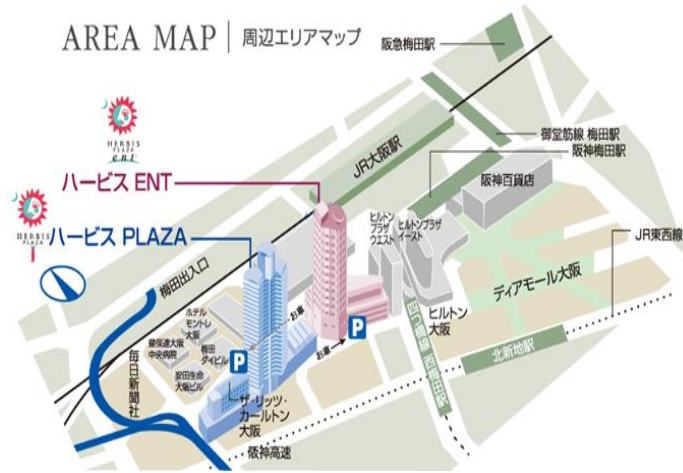 AREA MAP | 周辺エリアマップ
阪急梅田駅
HERBIS
PLAZA
ent
御堂筋線 梅田駅
JR大阪駅
阪神梅田駅
ハービス ENT
阪神百貨店
HERBIS
PLAZA
ハービス PLAZA
ヒルトン
プラザ
ウエスト
ヒルトンプラザ
イースト
JR東西線
梅田出入口
ディアモール大阪
ホテル
モントレ
大阪
お車
ヒルトン
大阪
四つ橋線 西梅田駅
健保連大阪
中央病院
梅田
ダイビル
P
お車
P
北新地駅
毎日新聞社
安田生命
大阪ビル
ザ・リッツ・
カールトン
大阪
阪神高速